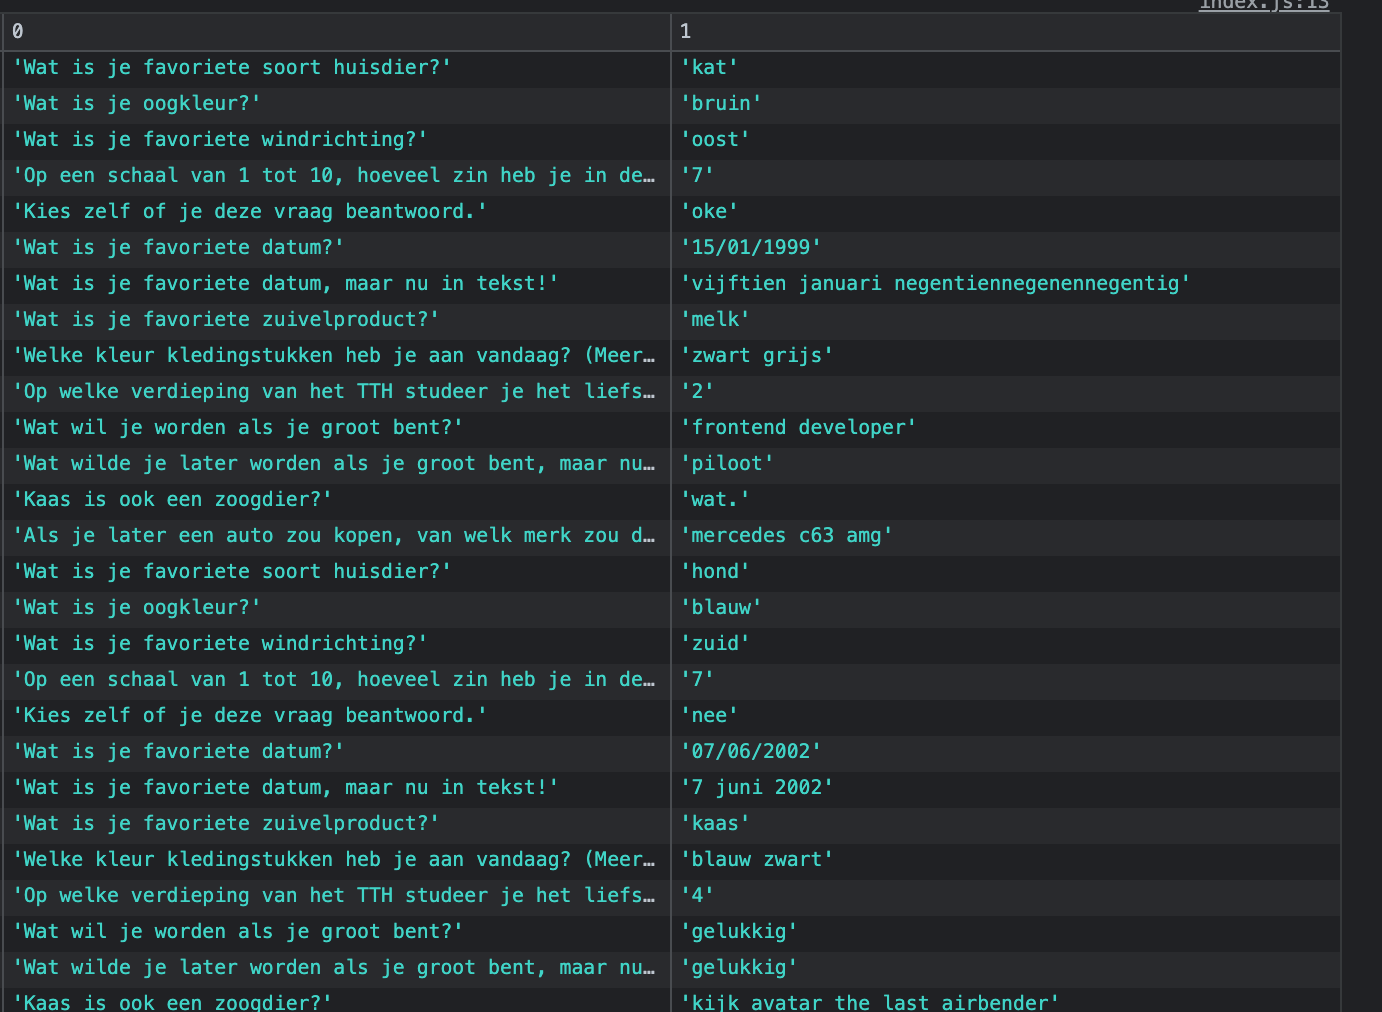 index.js:13
0 1
'Wat is je favoriete soort huisdier?' 'kat'
'Wat is je oogkleur?' 'bruin'
'Wat is je favoriete windrichting?' 'oost'
'Op een schaal van 1 tot 10, hoeveel zin heb je in de… '7'
'Kies zelf of je deze vraag beantwoord.' 'oke'
'Wat is je favoriete datum?' '15/01/1999'
'Wat is je favoriete datum, maar nu in tekst!' 'vijftien januari negentiennegenennegentig'
'Wat is je favoriete zuivelproduct?' 'melk'
'Welke kleur kledingstukken heb je aan vandaag? (Meer… 'zwart grijs'
'Op welke verdieping van het TTH studeer je het liefs… '2'
'Wat wil je worden als je groot bent?' 'frontend developer'
'Wat wilde je later worden als je groot bent, maar nu… 'piloot'
'Kaas is ook een zoogdier?' 'wat.'
'Als je later een auto zou kopen, van welk merk zou d… 'mercedes c63 amg'
'Wat is je favoriete soort huisdier?' 'hond'
'Wat is je oogkleur?' 'blauw'
'Wat is je favoriete windrichting?' 'zuid'
'Op een schaal van 1 tot 10, hoeveel zin heb je in de… '7'
'Kies zelf of je deze vraag beantwoord.' 'nee'
'Wat is je favoriete datum?' '07/06/2002'
'Wat is je favoriete datum, maar nu in tekst!' '7 juni 2002'
'Wat is je favoriete zuivelproduct?' 'kaas'
'Welke kleur kledingstukken heb je aan vandaag? (Meer… 'blauw zwart'
'Op welke verdieping van het TTH studeer je het liefs… '4'
'Wat wil je worden als je groot bent?' 'gelukkig'
'Wat wilde je later worden als je groot bent, maar nu… 'gelukkig'
'Kaas is ook een zoogdier?' 'kijk avatar the last airbender'